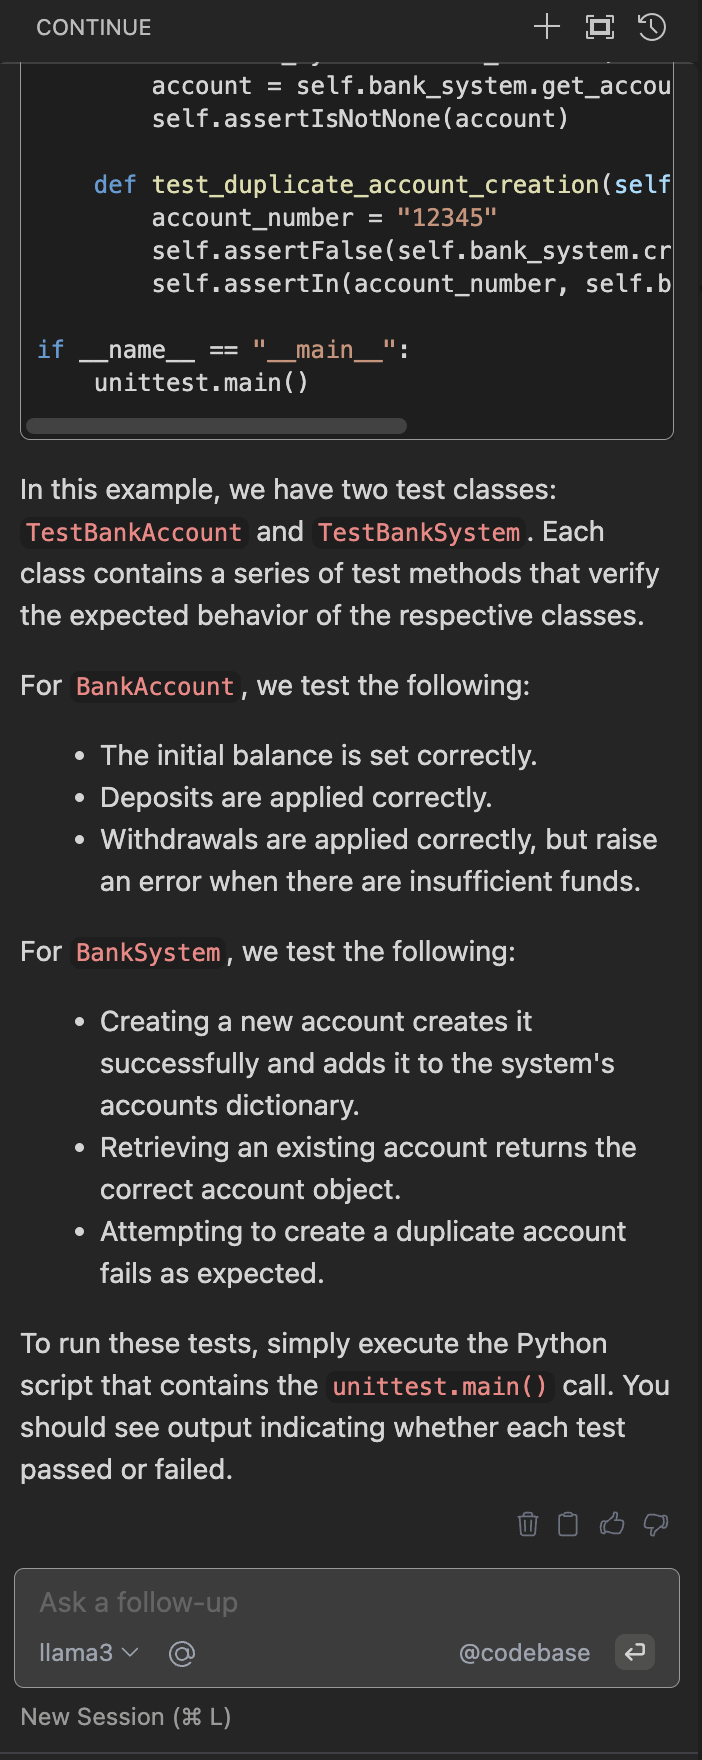 CONTINUE
account = self.bank_system.get_accou
self.assertIsNotNone(account)
def test_duplicate_account_creation(self
account_number = "12345"
self.assertFalse(self.bank_system.cr
self.assertIn(account_number, self.b
if __name__ == "__main__":
unittest.main()
In this example, we have two test classes:
TestBankAccount and TestBankSystem. Each
class contains a series of test methods that verify
the expected behavior of the respective classes.
For BankAccount, we test the following:
• The initial balance is set correctly.
• Deposits are applied correctly.
• Withdrawals are applied correctly, but raise
an error when there are insufficient funds.
For BankSystem, we test the following:
• Creating a new account creates it
successfully and adds it to the system's
accounts dictionary.
• Retrieving an existing account returns the
correct account object.
• Attempting to create a duplicate account
fails as expected.
To run these tests, simply execute the Python
script that contains the unittest.main() call. You
should see output indicating whether each test
passed or failed.
Ask a follow-up
llama3 @ @codebase
New Session (⌘ L)